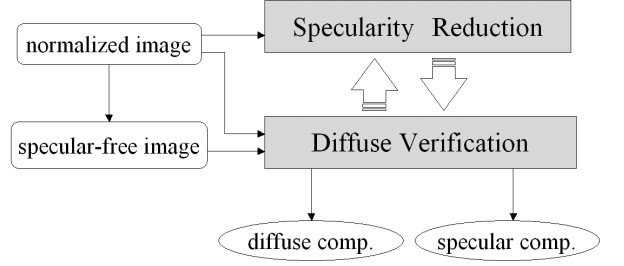 normalized image
Specularity Reduction
specular-free image
Diffuse Verification
diffuse comp.
specular comp.